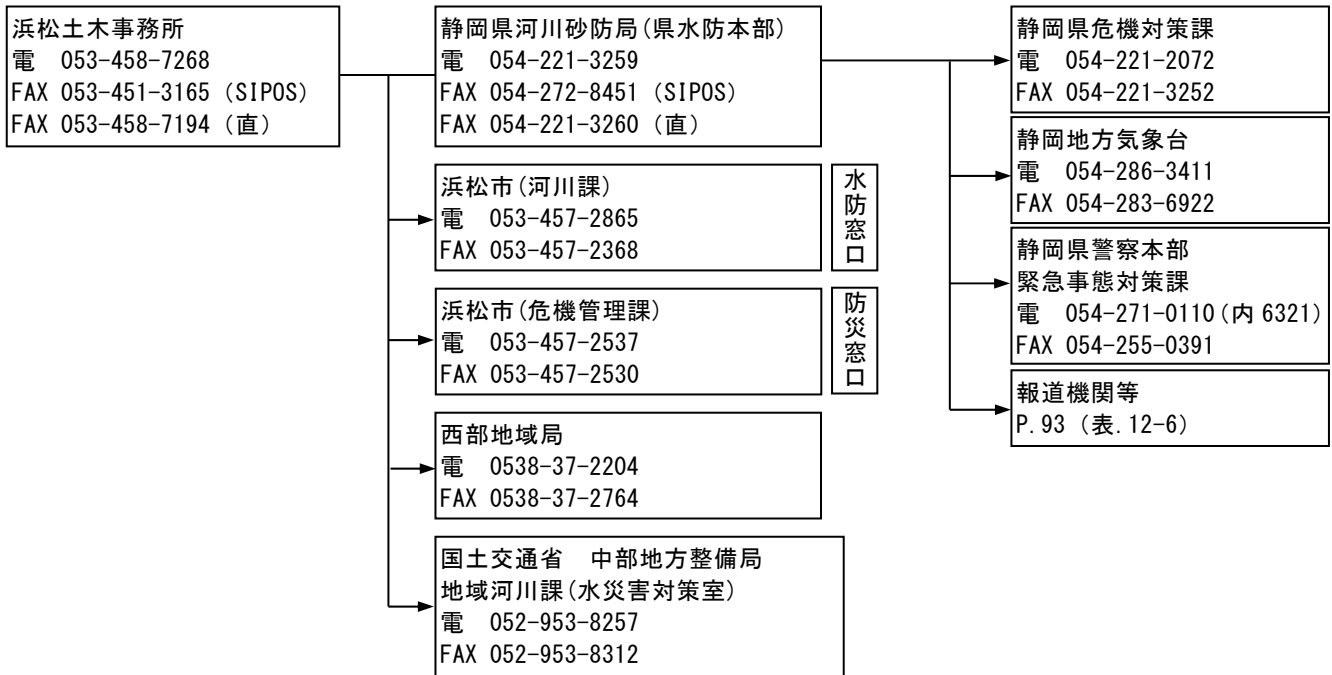 浜松土木事務所
電 053-458-7268
FAX 053-451-3165 (SIPOS)
FAX 053-458-7194 (直)
静岡県河川砂防局(県水防本部)
電 054-221-3259
FAX 054-272-8451 (SIPOS)
FAX 054-221-3260 (直)
浜松市(河川課)
電 053-457-2865
FAX 053-457-2368
水防窓口
浜松市(危機管理課)
電 053-457-2537
FAX 053-457-2530
防災窓口
西部地域局
電 0538-37-2204
FAX 0538-37-2764
国土交通省 中部地方整備局
地域河川課(水災害対策室)
電 052-953-8257
FAX 052-953-8312
静岡県危機対策課
電 054-221-2072
FAX 054-221-3252
静岡地方気象台
電 054-286-3411
FAX 054-283-6922
静岡県警察本部
緊急事態対策課
電 054-271-0110(内 6321)
FAX 054-255-0391
報道機関等
P.93 (表.12-6)